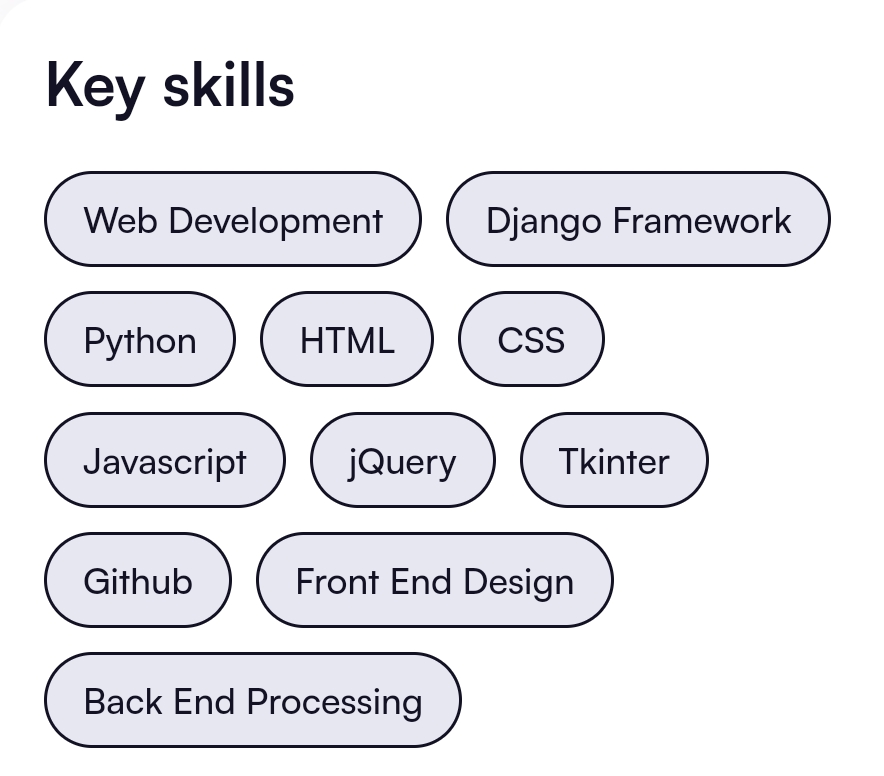 Key skills
Web Development Django Framework
Python HTML CSS
Javascript jQuery Tkinter
Github Front End Design
Back End Processing